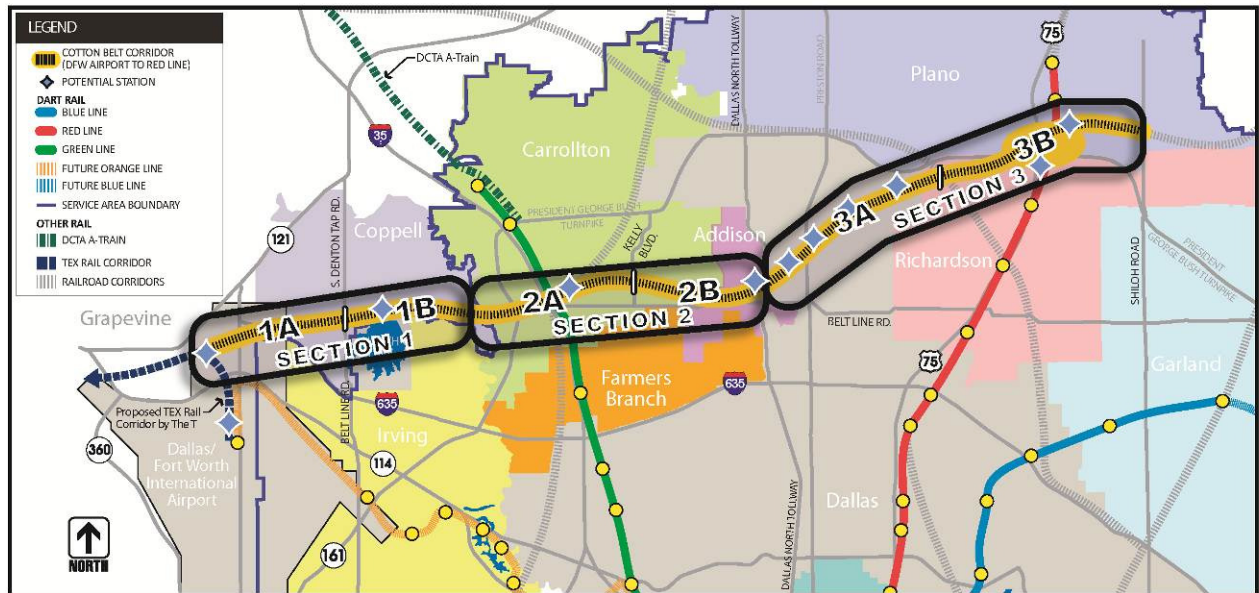 LEGEND
COTTON BELT CORRIDOR
(DFW AIRPORT TO RED LINE)
POTENTIAL STATION
DART RAIL
BLUE LINE
RED LINE
GREEN LINE
FUTURE ORANGE LINE
FUTURE BLUE LINE
SERVICE AREA BOUNDARY
OTHER RAIL
DCTA A-TRAIN
TEX RAIL CORRIDOR
RAILROAD CORRIDORS
DCTA A-Train
35
121
S. DENTON TAP RD.
Coppell
Carrollton
PRESIDENT GEORGE BUSH
TURNPIKE
KELLY
BLVD.
Addison
DALLAS NORTH TOLLWAY
PRESTON ROAD
75
Plano
3B
3A
SECTION 3
Richardson
PRESIDENT
GEORGE BUSH TURNPIKE
SHILOH ROAD
Grapevine
1A
1B
SECTION 1
2A
2B
SECTION 2
BELT LINE RD.
75
Garland
Farmers
Branch
635
635
BELT LINE RD.
Proposed TEX Rail
Corridor by The T
Irving
114
360
Dallas/
Fort Worth
International
Airport
161
NORTH
Dallas
DALLAS NORTH TOLLWAY